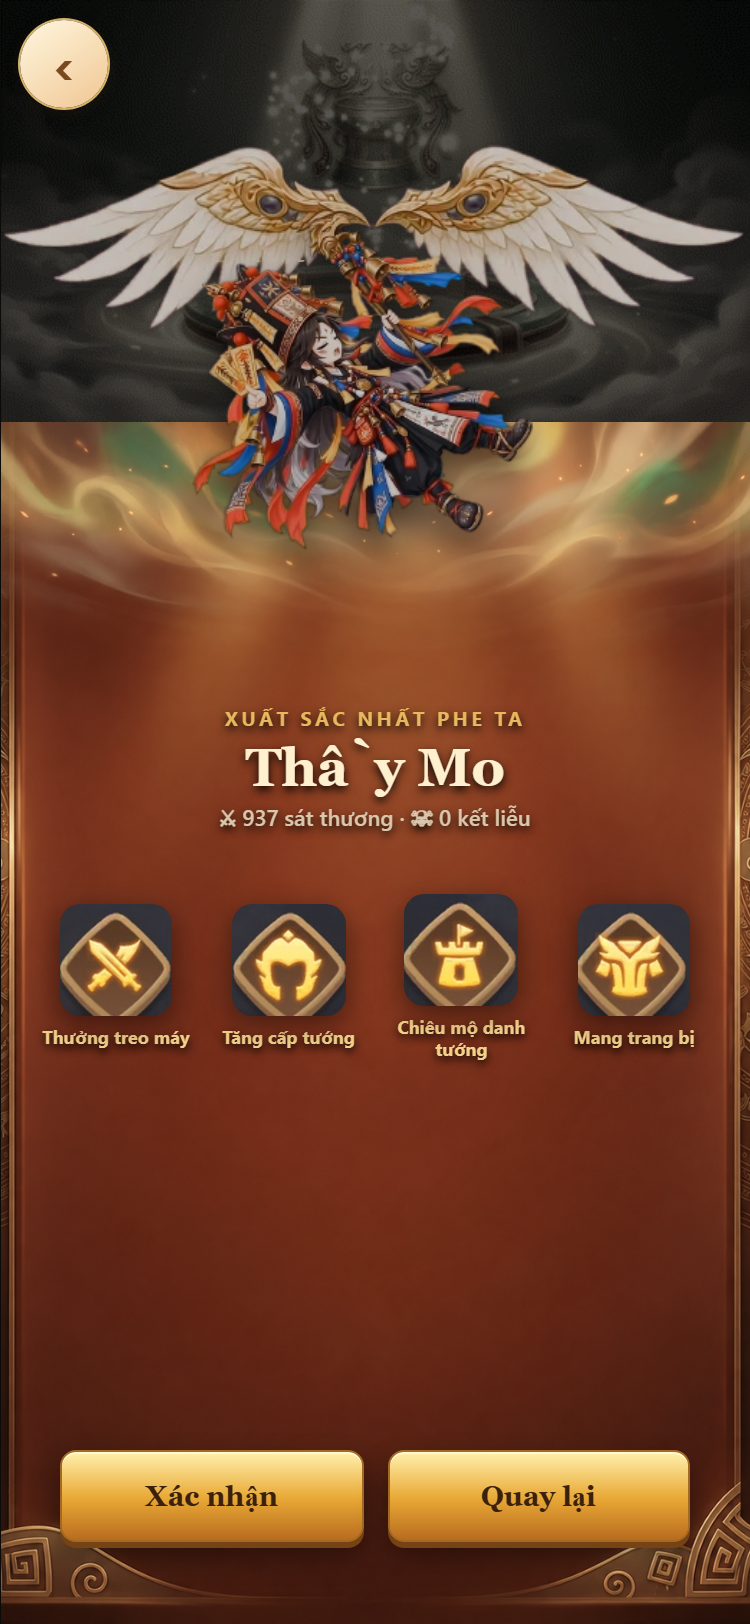 XUẤT SẮC NHẤT PHE TA
Thầy Mo
⚔ 937 sát thương · ☠ 0 kết liễu
Thưởng treo máy
Tăng cấp tướng
Chiêu mộ danh
tướng
Mang trang bị
Xác nhận
Quay lại